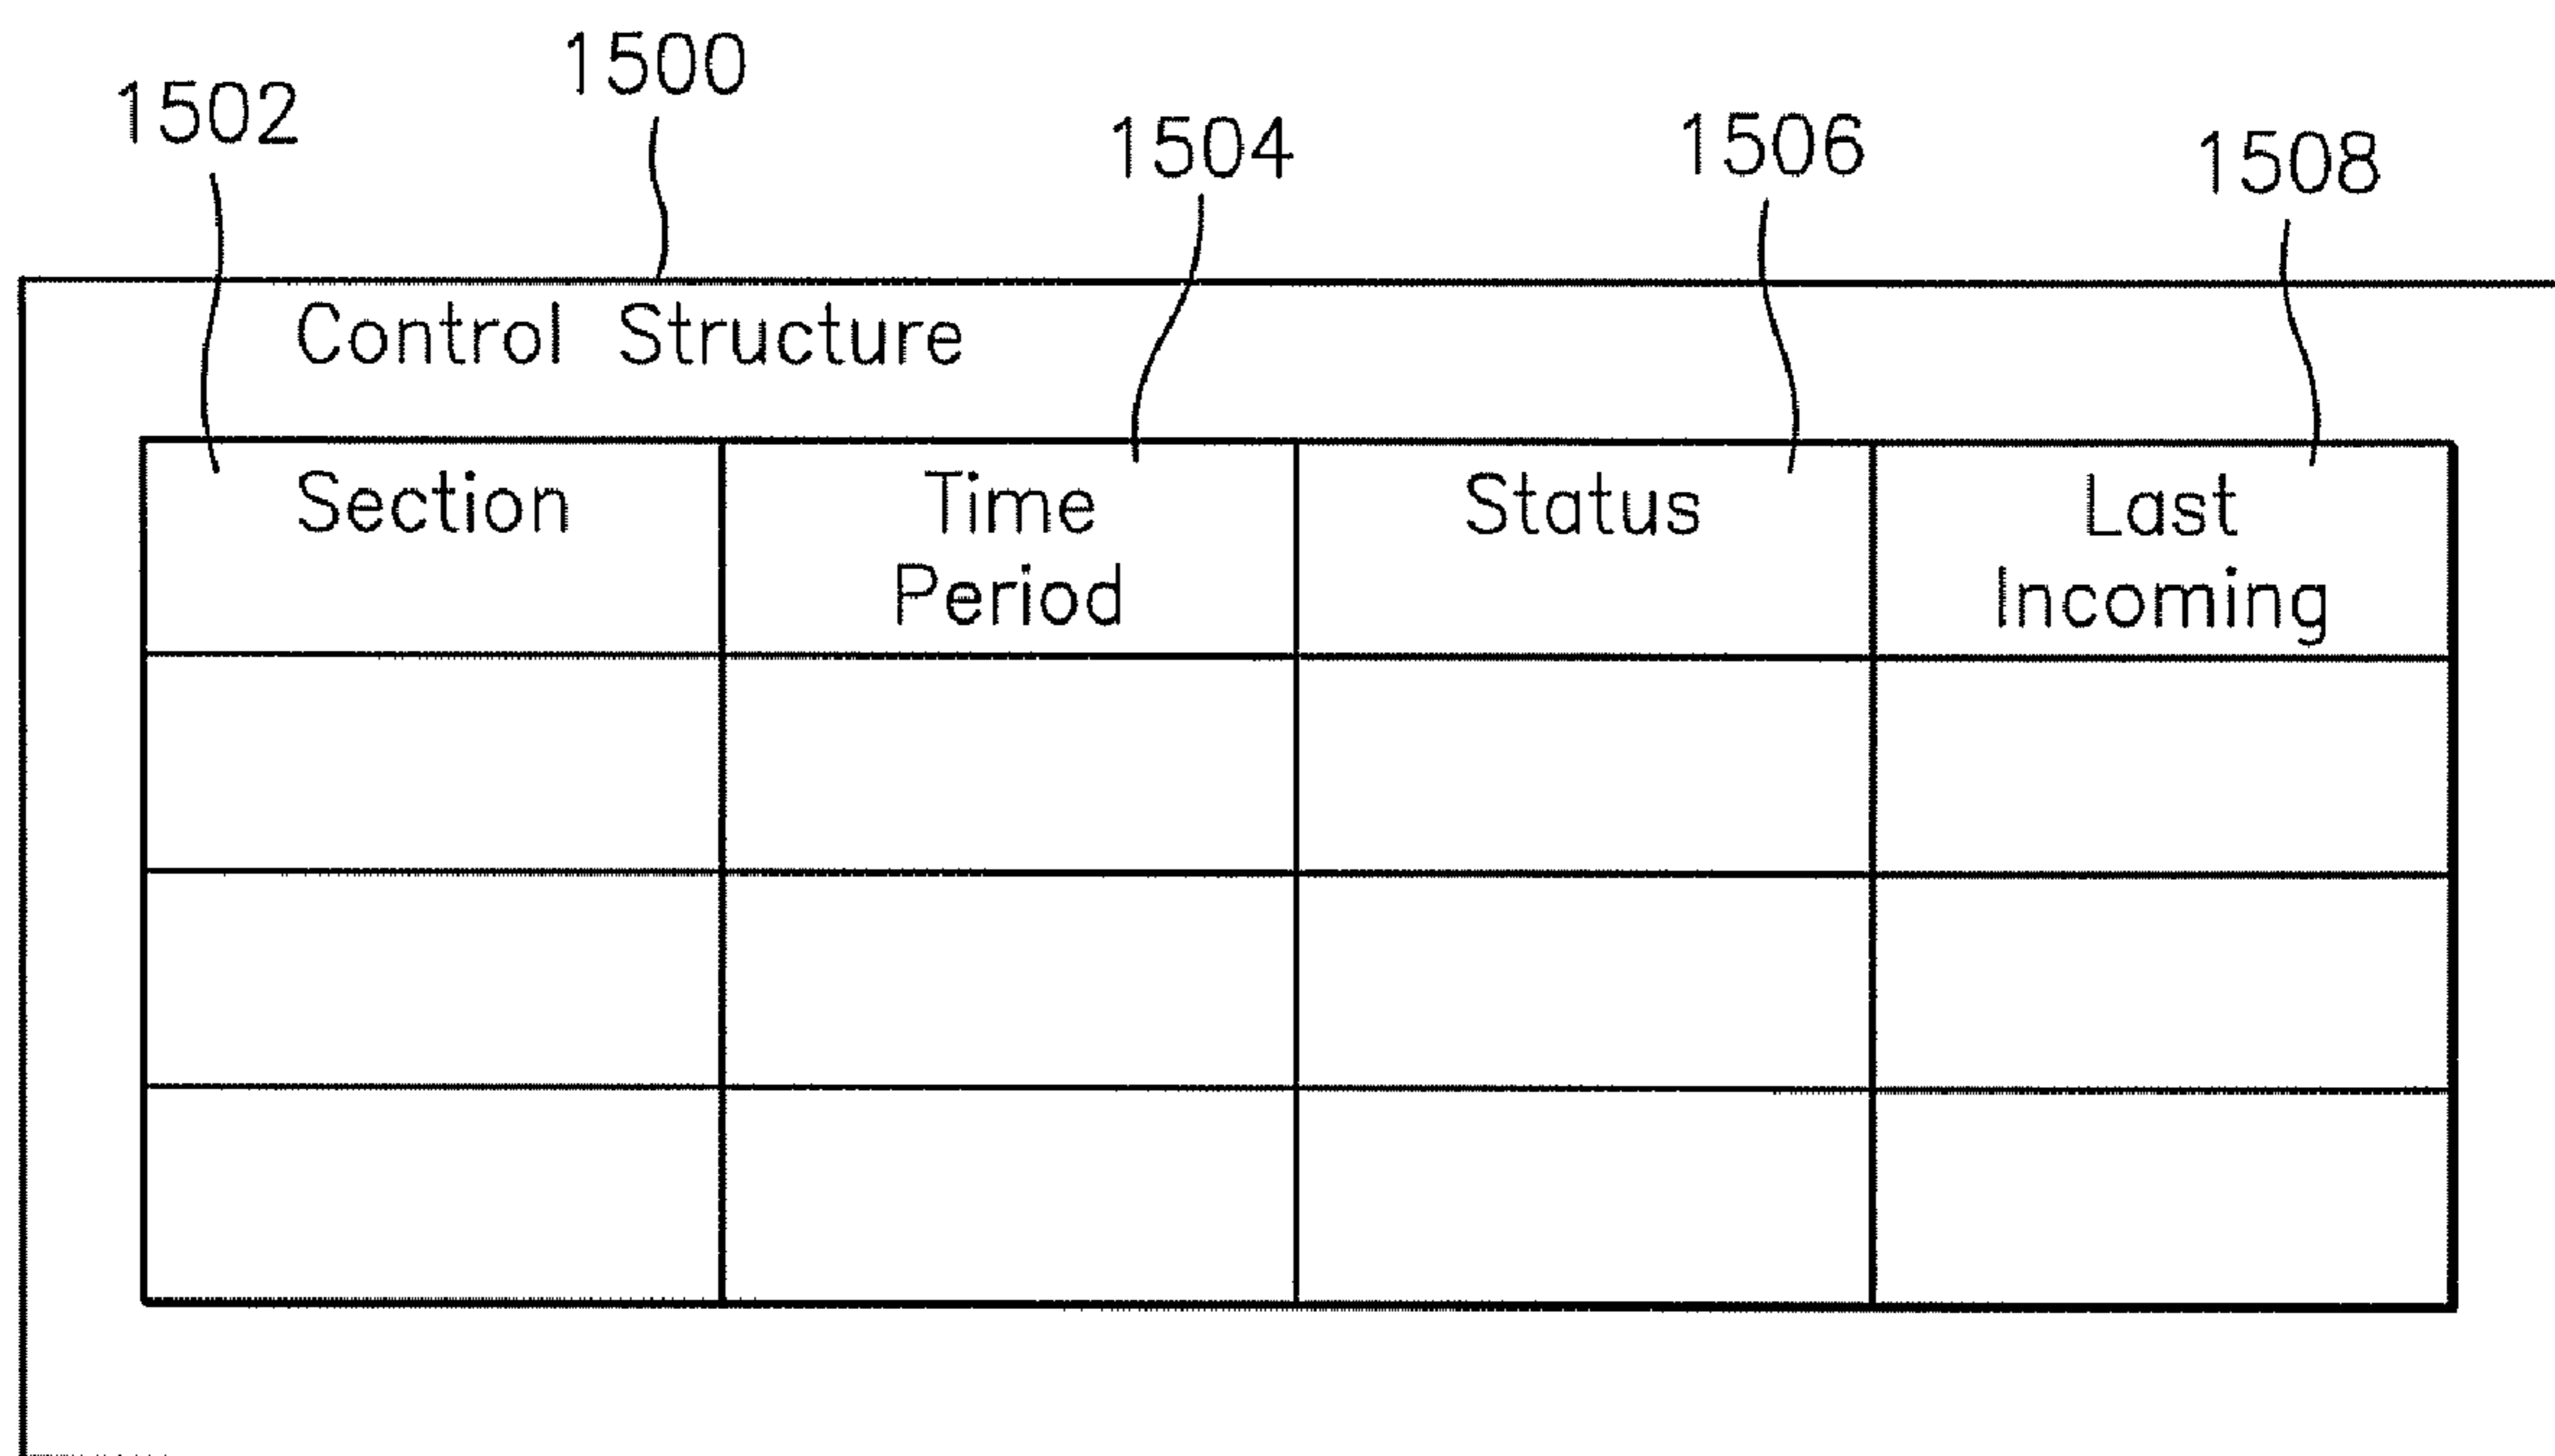 1500
1502
1504
1506
1508
Control Structure
Section
Time
Period
Status
Last
Incoming